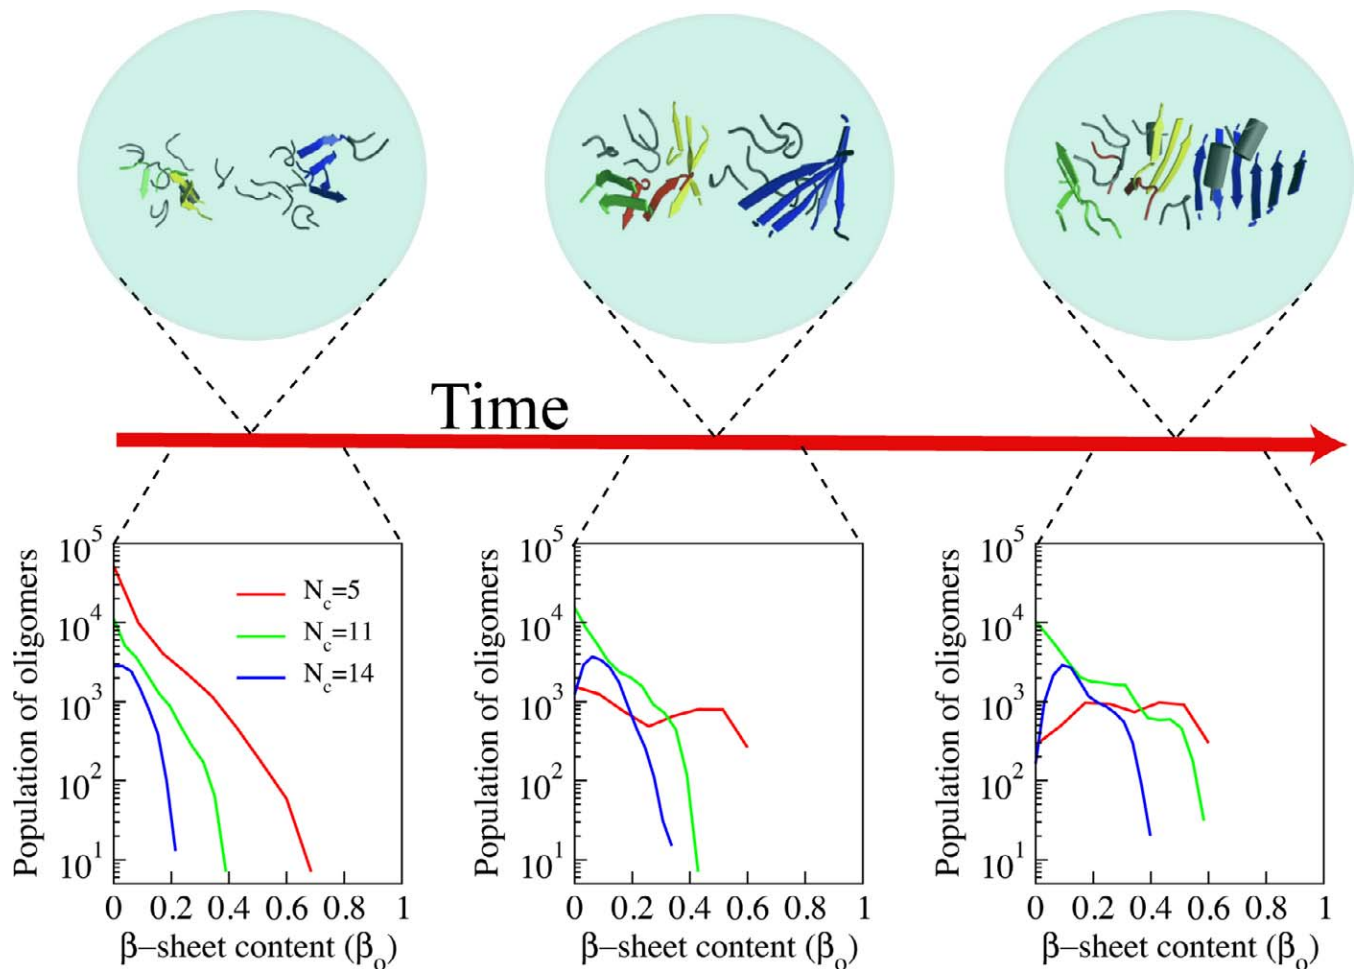 Time
10^5
10^4
10^3
10^2
10^1
Population of oligomers
N_c=5
N_c=11
N_c=14
0 0.2 0.4 0.6 0.8 1
β−sheet content (β_o)
10^5
10^4
10^3
10^2
10^1
Population of oligomers
0 0.2 0.4 0.6 0.8 1
β−sheet content (β_o)
10^5
10^4
10^3
10^2
10^1
Population of oligomers
0 0.2 0.4 0.6 0.8 1
β−sheet content (β_o)